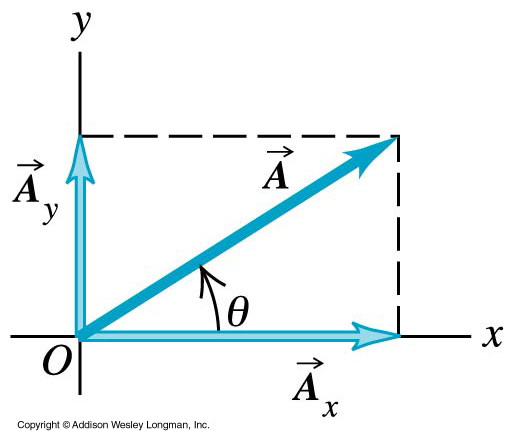 y
A⃗
A⃗y
θ
x
O
A⃗x
Copyright © Addison Wesley Longman, Inc.